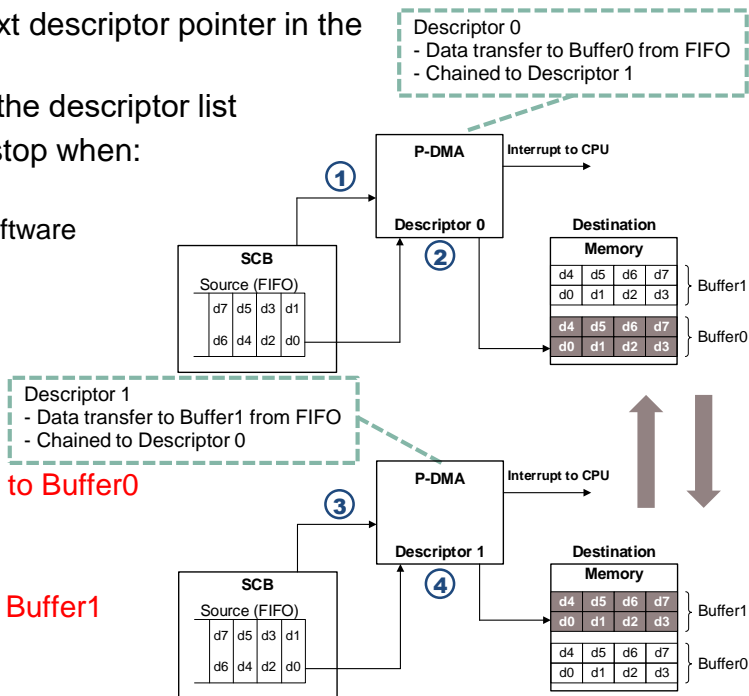 xt descriptor pointer in the
the descriptor list
stop when:
ftware
to Buffer0
Buffer1
Descriptor 0
- Data transfer to Buffer0 from FIFO
- Chained to Descriptor 1
P-DMA
Interrupt to CPU
1
Descriptor 0
2
SCB
Source (FIFO)
d7 d5 d3 d1
d6 d4 d2 d0
Destination
Memory
d4 d5 d6 d7
d0 d1 d2 d3
Buffer1
d4 d5 d6 d7
d0 d1 d2 d3
Buffer0
Descriptor 1
- Data transfer to Buffer1 from FIFO
- Chained to Descriptor 0
P-DMA
Interrupt to CPU
3
Descriptor 1
4
SCB
Source (FIFO)
d7 d5 d3 d1
d6 d4 d2 d0
Destination
Memory
d4 d5 d6 d7
d0 d1 d2 d3
Buffer1
d4 d5 d6 d7
d0 d1 d2 d3
Buffer0